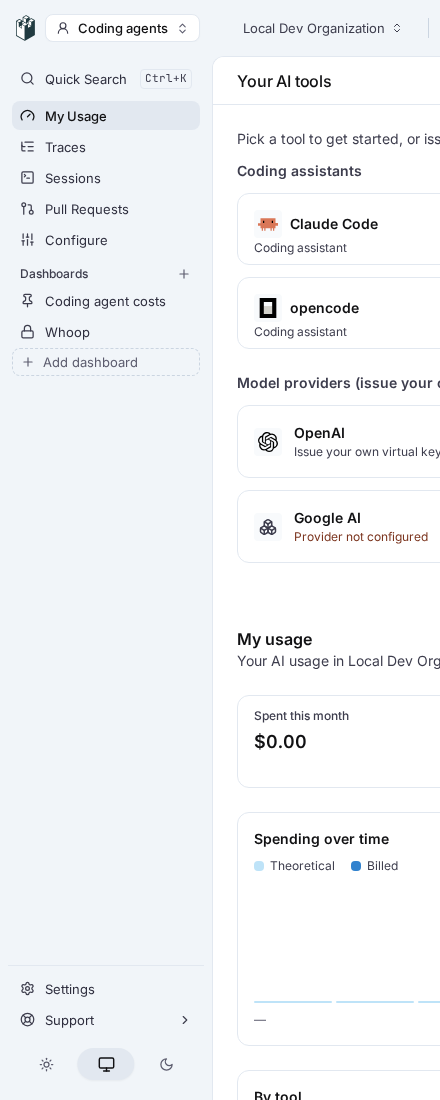 Coding agents
Local Dev Organization
Quick Search
Ctrl+K
My Usage
Traces
Sessions
Pull Requests
Configure
Dashboards
Coding agent costs
Whoop
Add dashboard
Settings
Support
Your AI tools
Pick a tool to get started, or iss
Coding assistants
Claude Code
Coding assistant
opencode
Coding assistant
Model providers (issue your
OpenAI
Issue your own virtual key
Google AI
Provider not configured
My usage
Your AI usage in Local Dev Org
Spent this month
$0.00
Spending over time
Theoretical
Billed
—
By tool